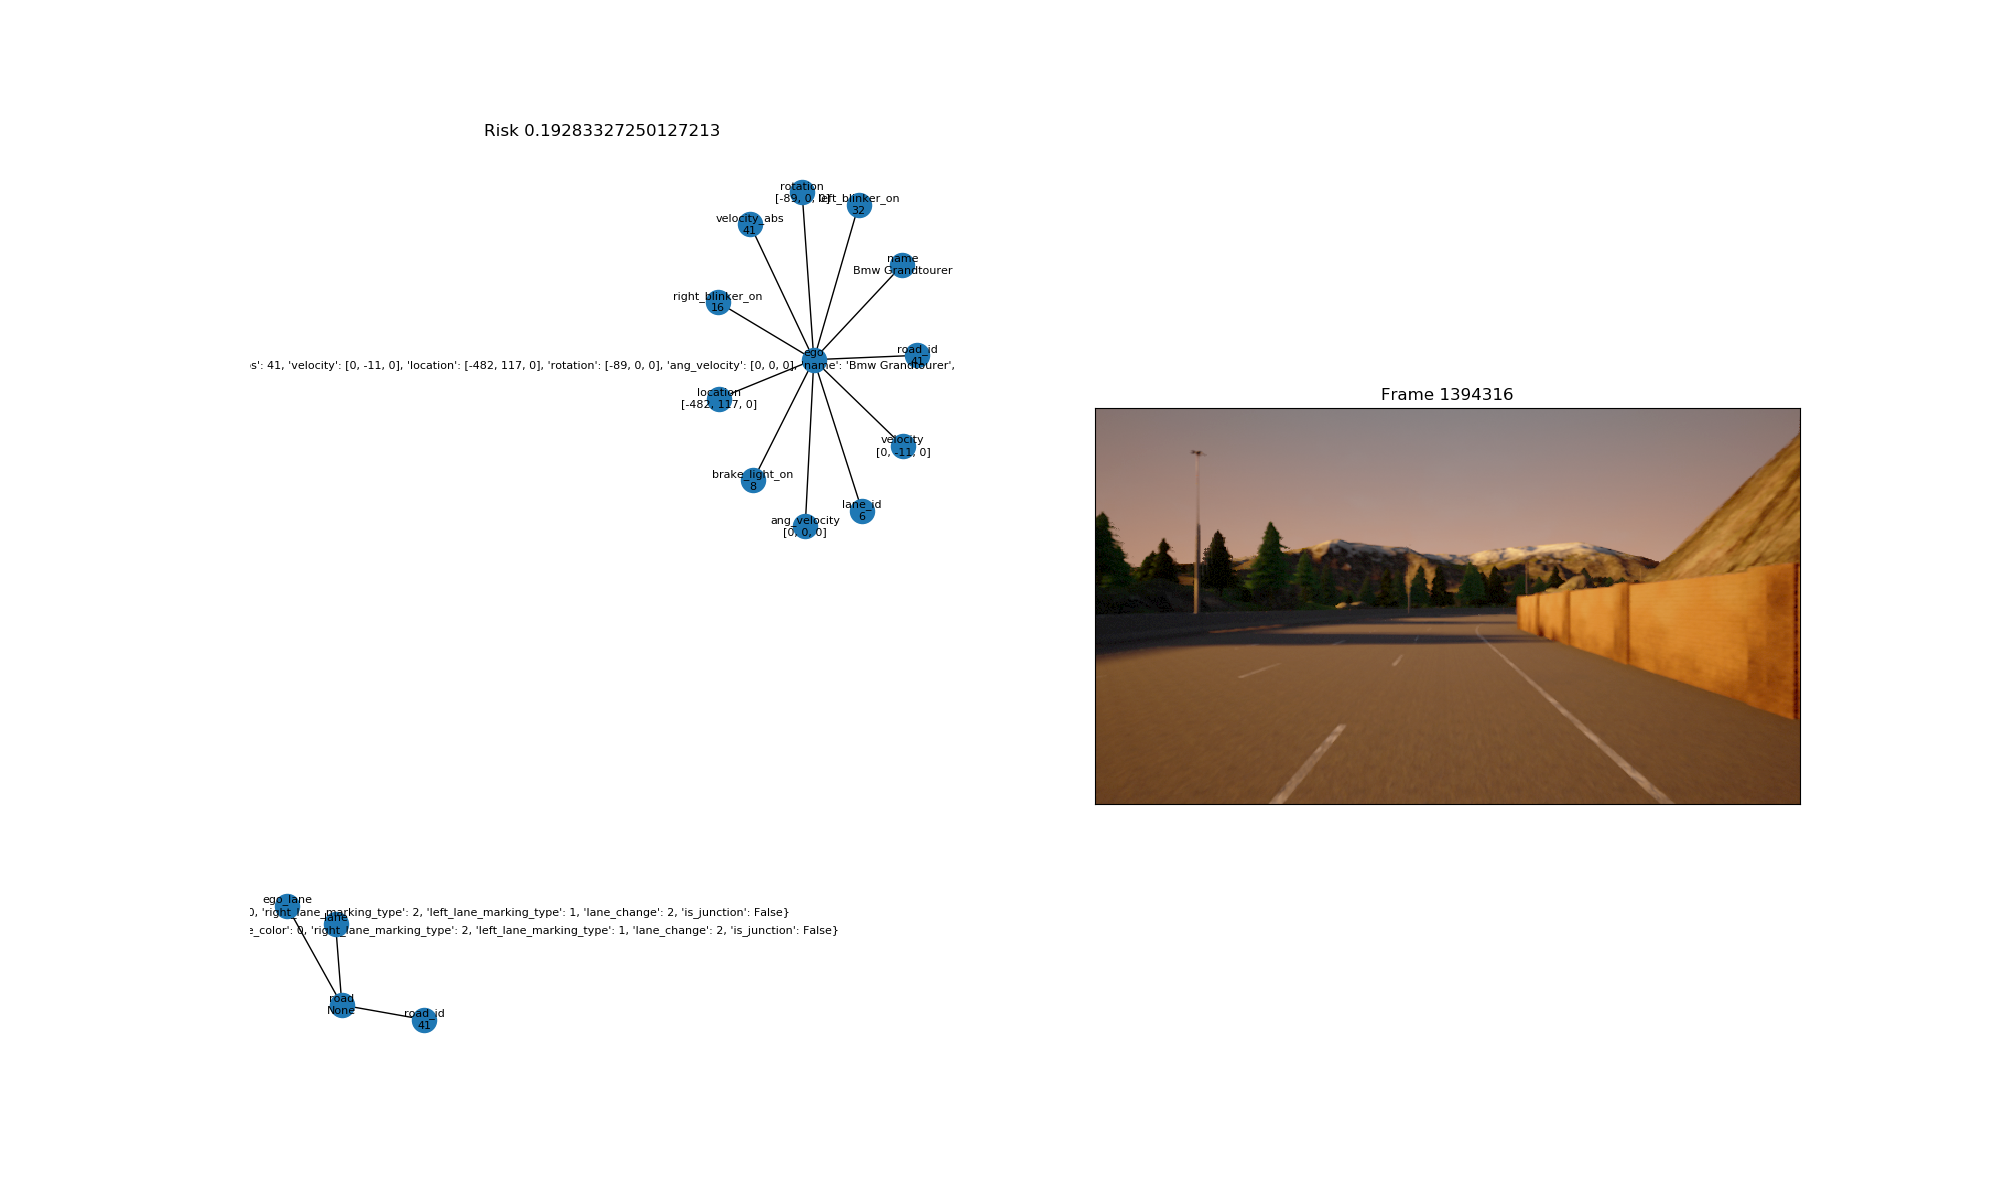 Risk 0.19283327250127213
rotation
[-89, 0, 0]
left_blinker_on
32
velocity_abs
41
name
Bmw Grandtourer
right_blinker_on
16
ego
s': 41, 'velocity': [0, -11, 0], 'location': [-482, 117, 0], 'rotation': [-89, 0, 0], 'ang_velocity': [0, 0, 0], 'name': 'Bmw Grandtourer',
road_id
41
location
[-482, 117, 0]
velocity
[0, -11, 0]
brake_light_on
8
lane_id
6
ang_velocity
[0, 0, 0]
Frame 1394316
ego_lane
0, 'right_lane_marking_type': 2, 'left_lane_marking_type': 1, 'lane_change': 2, 'is_junction': False}
lane
e_color': 0, 'right_lane_marking_type': 2, 'left_lane_marking_type': 1, 'lane_change': 2, 'is_junction': False}
road
None
road_id
41